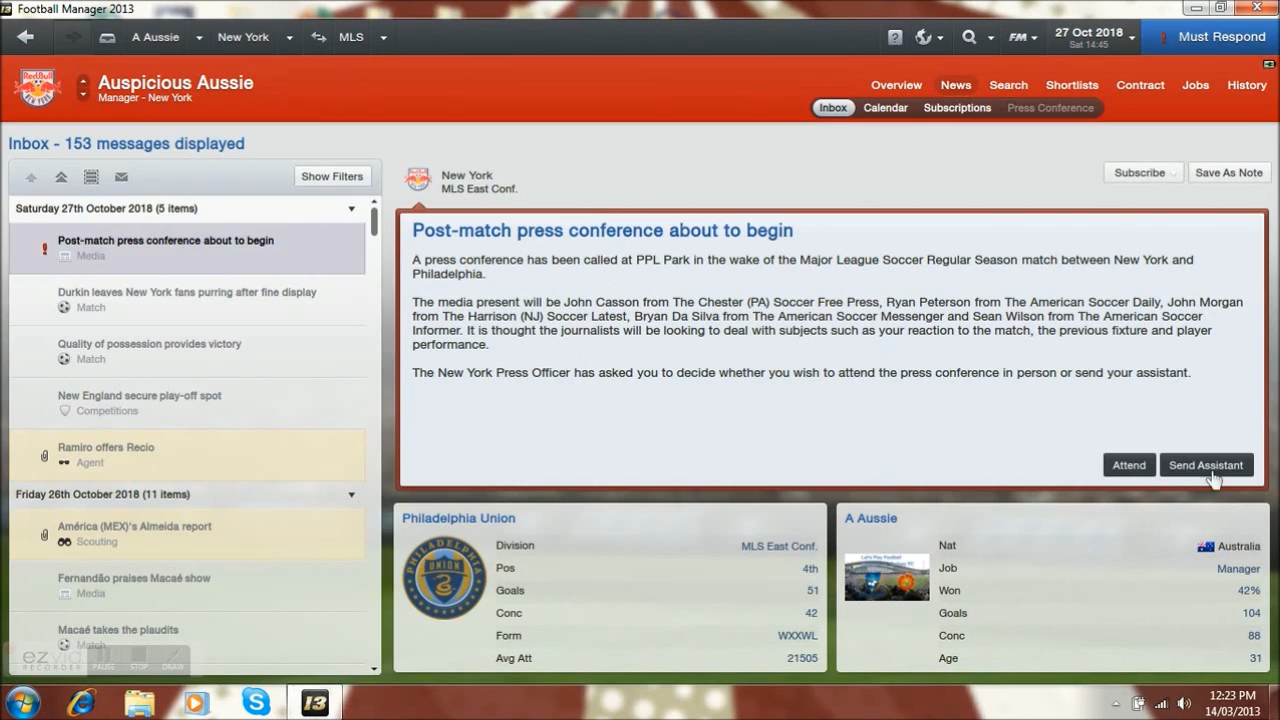 Football Manager 2013
A Aussie
New York
MLS
?
FM
27 Oct 2018
Sat 14:45
! Must Respond
Auspicious Aussie
Manager - New York
Overview News Search Shortlists Contract Jobs History
Inbox Calendar Subscriptions Press Conference
Inbox - 153 messages displayed
Show Filters
Saturday 27th October 2018 (5 items)
Post-match press conference about to begin
Media
Durkin leaves New York fans purring after fine display
Match
Quality of possession provides victory
Match
New England secure play-off spot
Competitions
Ramiro offers Recio
Agent
Friday 26th October 2018 (11 items)
América (MEX)'s Almeida report
Scouting
Fernandão praises Macaé show
Media
Macaé takes the plaudits
Match
New York
MLS East Conf.
Subscribe Save As Note
Post-match press conference about to begin
A press conference has been called at PPL Park in the wake of the Major League Soccer Regular Season match between New York and
Philadelphia.
The media present will be John Casson from The Chester (PA) Soccer Free Press, Ryan Peterson from The American Soccer Daily, John Morgan
from The Harrison (NJ) Soccer Latest, Bryan Da Silva from The American Soccer Messenger and Sean Wilson from The American Soccer
Informer. It is thought the journalists will be looking to deal with subjects such as your reaction to the match, the previous fixture and player
performance.
The New York Press Officer has asked you to decide whether you wish to attend the press conference in person or send your assistant.
Attend Send Assistant
Philadelphia Union
PHILADELPHIA
UNION
Division MLS East Conf.
Pos 4th
Goals 51
Conc 42
Form WXXWL
Avg Att 21505
A Aussie
Nat Australia
Job Manager
Won 42%
Goals 104
Conc 88
Age 31
ezvid
RECORDER
PAUSE STOP DRAW
13
12:23 PM
14/03/2013